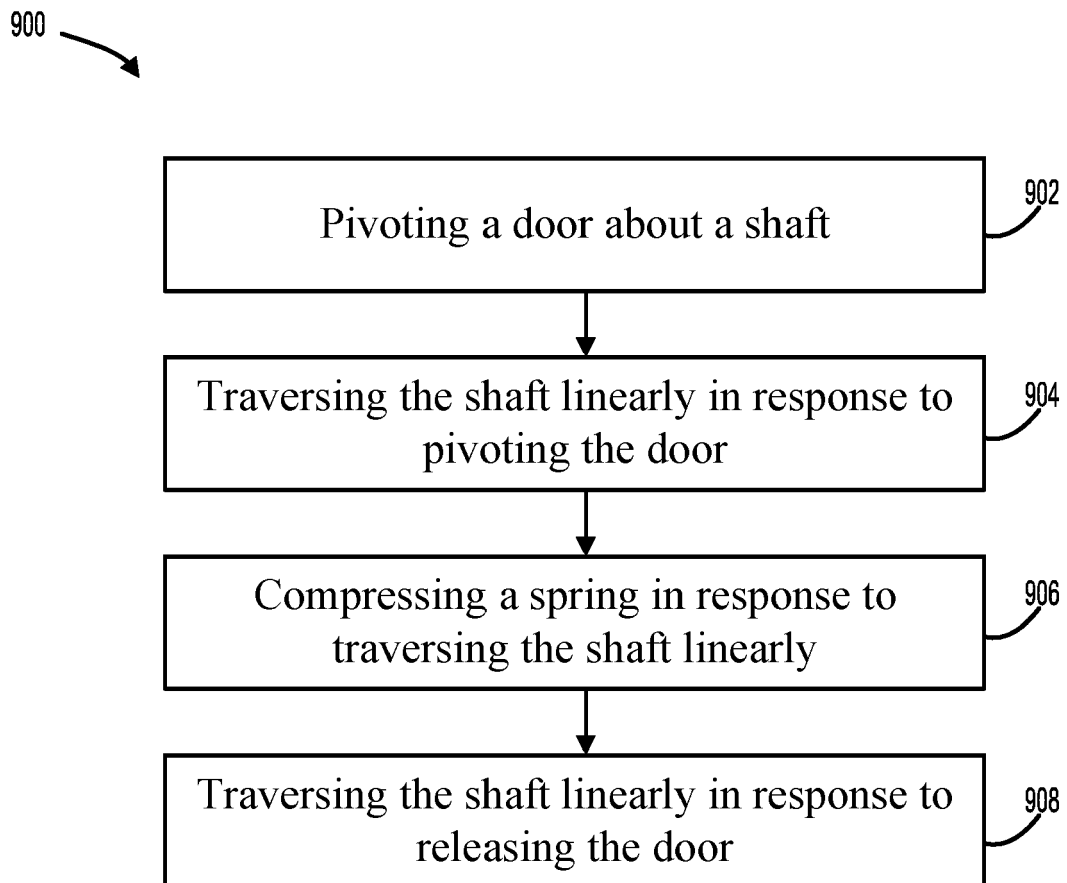 900
Pivoting a door about a shaft
902
Traversing the shaft linearly in response to
pivoting the door
904
Compressing a spring in response to
traversing the shaft linearly
906
Traversing the shaft linearly in response to
releasing the door
908